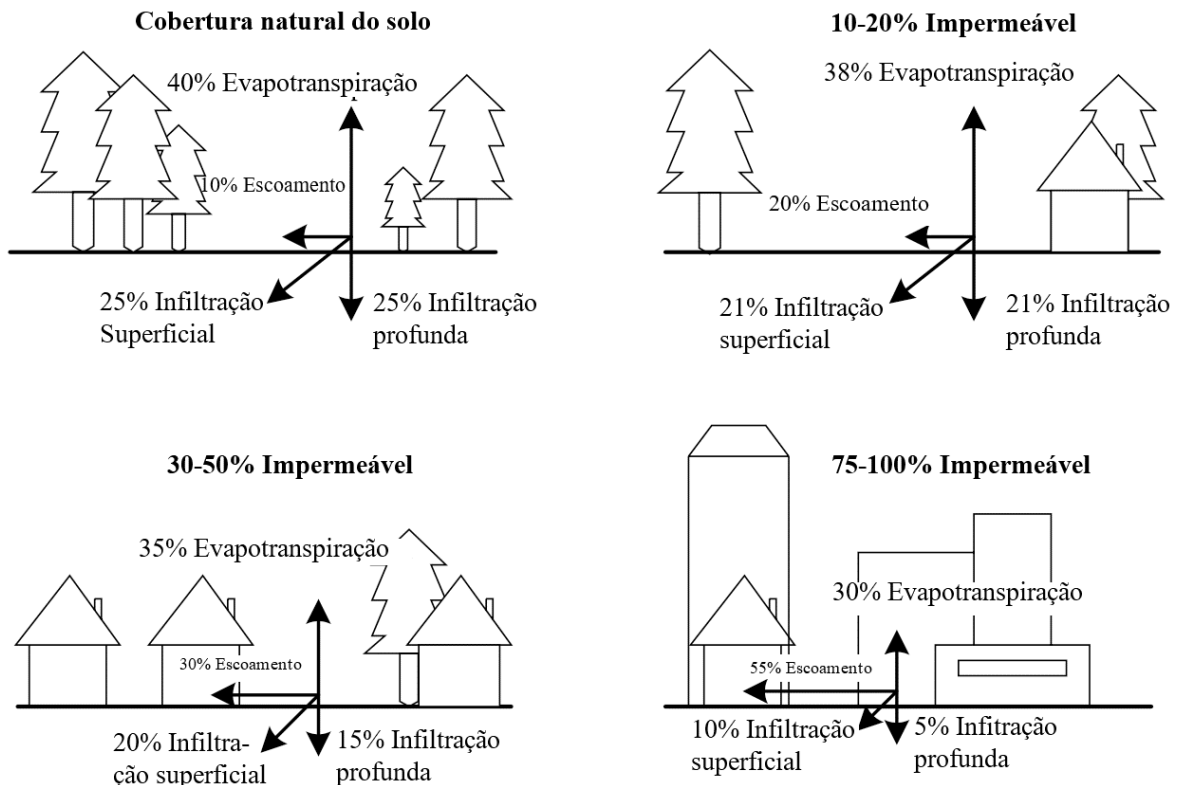 Cobertura natural do solo
40% Evapotranspiração
10% Escoamento
25% Infiltração
Superficial
25% Infiltração
profunda
10-20% Impermeável
38% Evapotranspiração
20% Escoamento
21% Infiltração
superficial
21% Infiltração
profunda
30-50% Impermeável
35% Evapotranspiração
30% Escoamento
20% Infiltra-
ção superficial
15% Infiltração
profunda
75-100% Impermeável
30% Evapotranspiração
55% Escoamento
10% Infiltração
superficial
5% Infitração
profunda